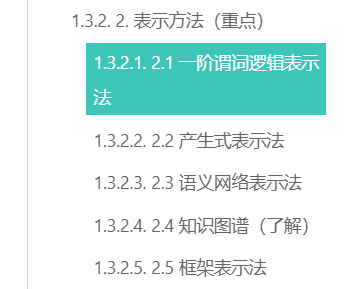 1.3.2. 2. 表示方法（重点）
1.3.2.1. 2.1 一阶谓词逻辑表示
法
1.3.2.2. 2.2 产生式表示法
1.3.2.3. 2.3 语义网络表示法
1.3.2.4. 2.4 知识图谱（了解）
1.3.2.5. 2.5 框架表示法